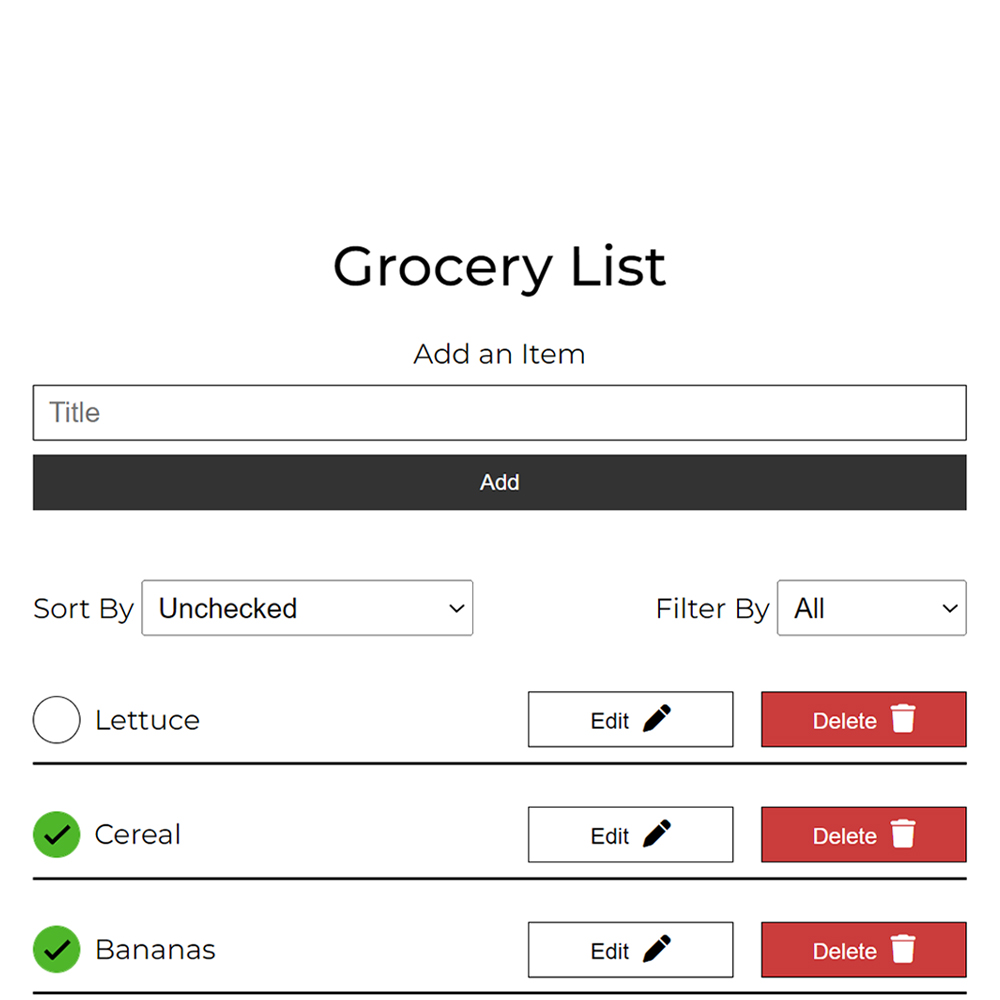 Grocery List
Add an Item
Title
Add
Sort By Unchecked Filter By All
Lettuce Edit Delete
Cereal Edit Delete
Bananas Edit Delete